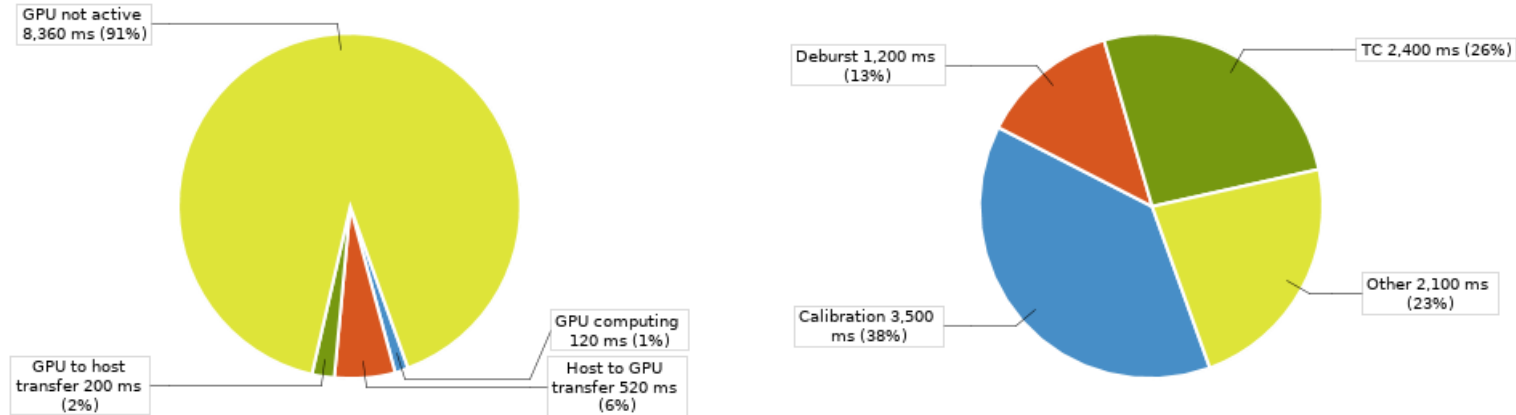 GPU not active
8,360 ms (91%)
GPU computing
120 ms (1%)
GPU to host
transfer 200 ms
(2%)
Host to GPU
transfer 520 ms
(6%)
Deburst 1,200 ms
(13%)
TC 2,400 ms (26%)
Calibration 3,500
ms (38%)
Other 2,100 ms
(23%)